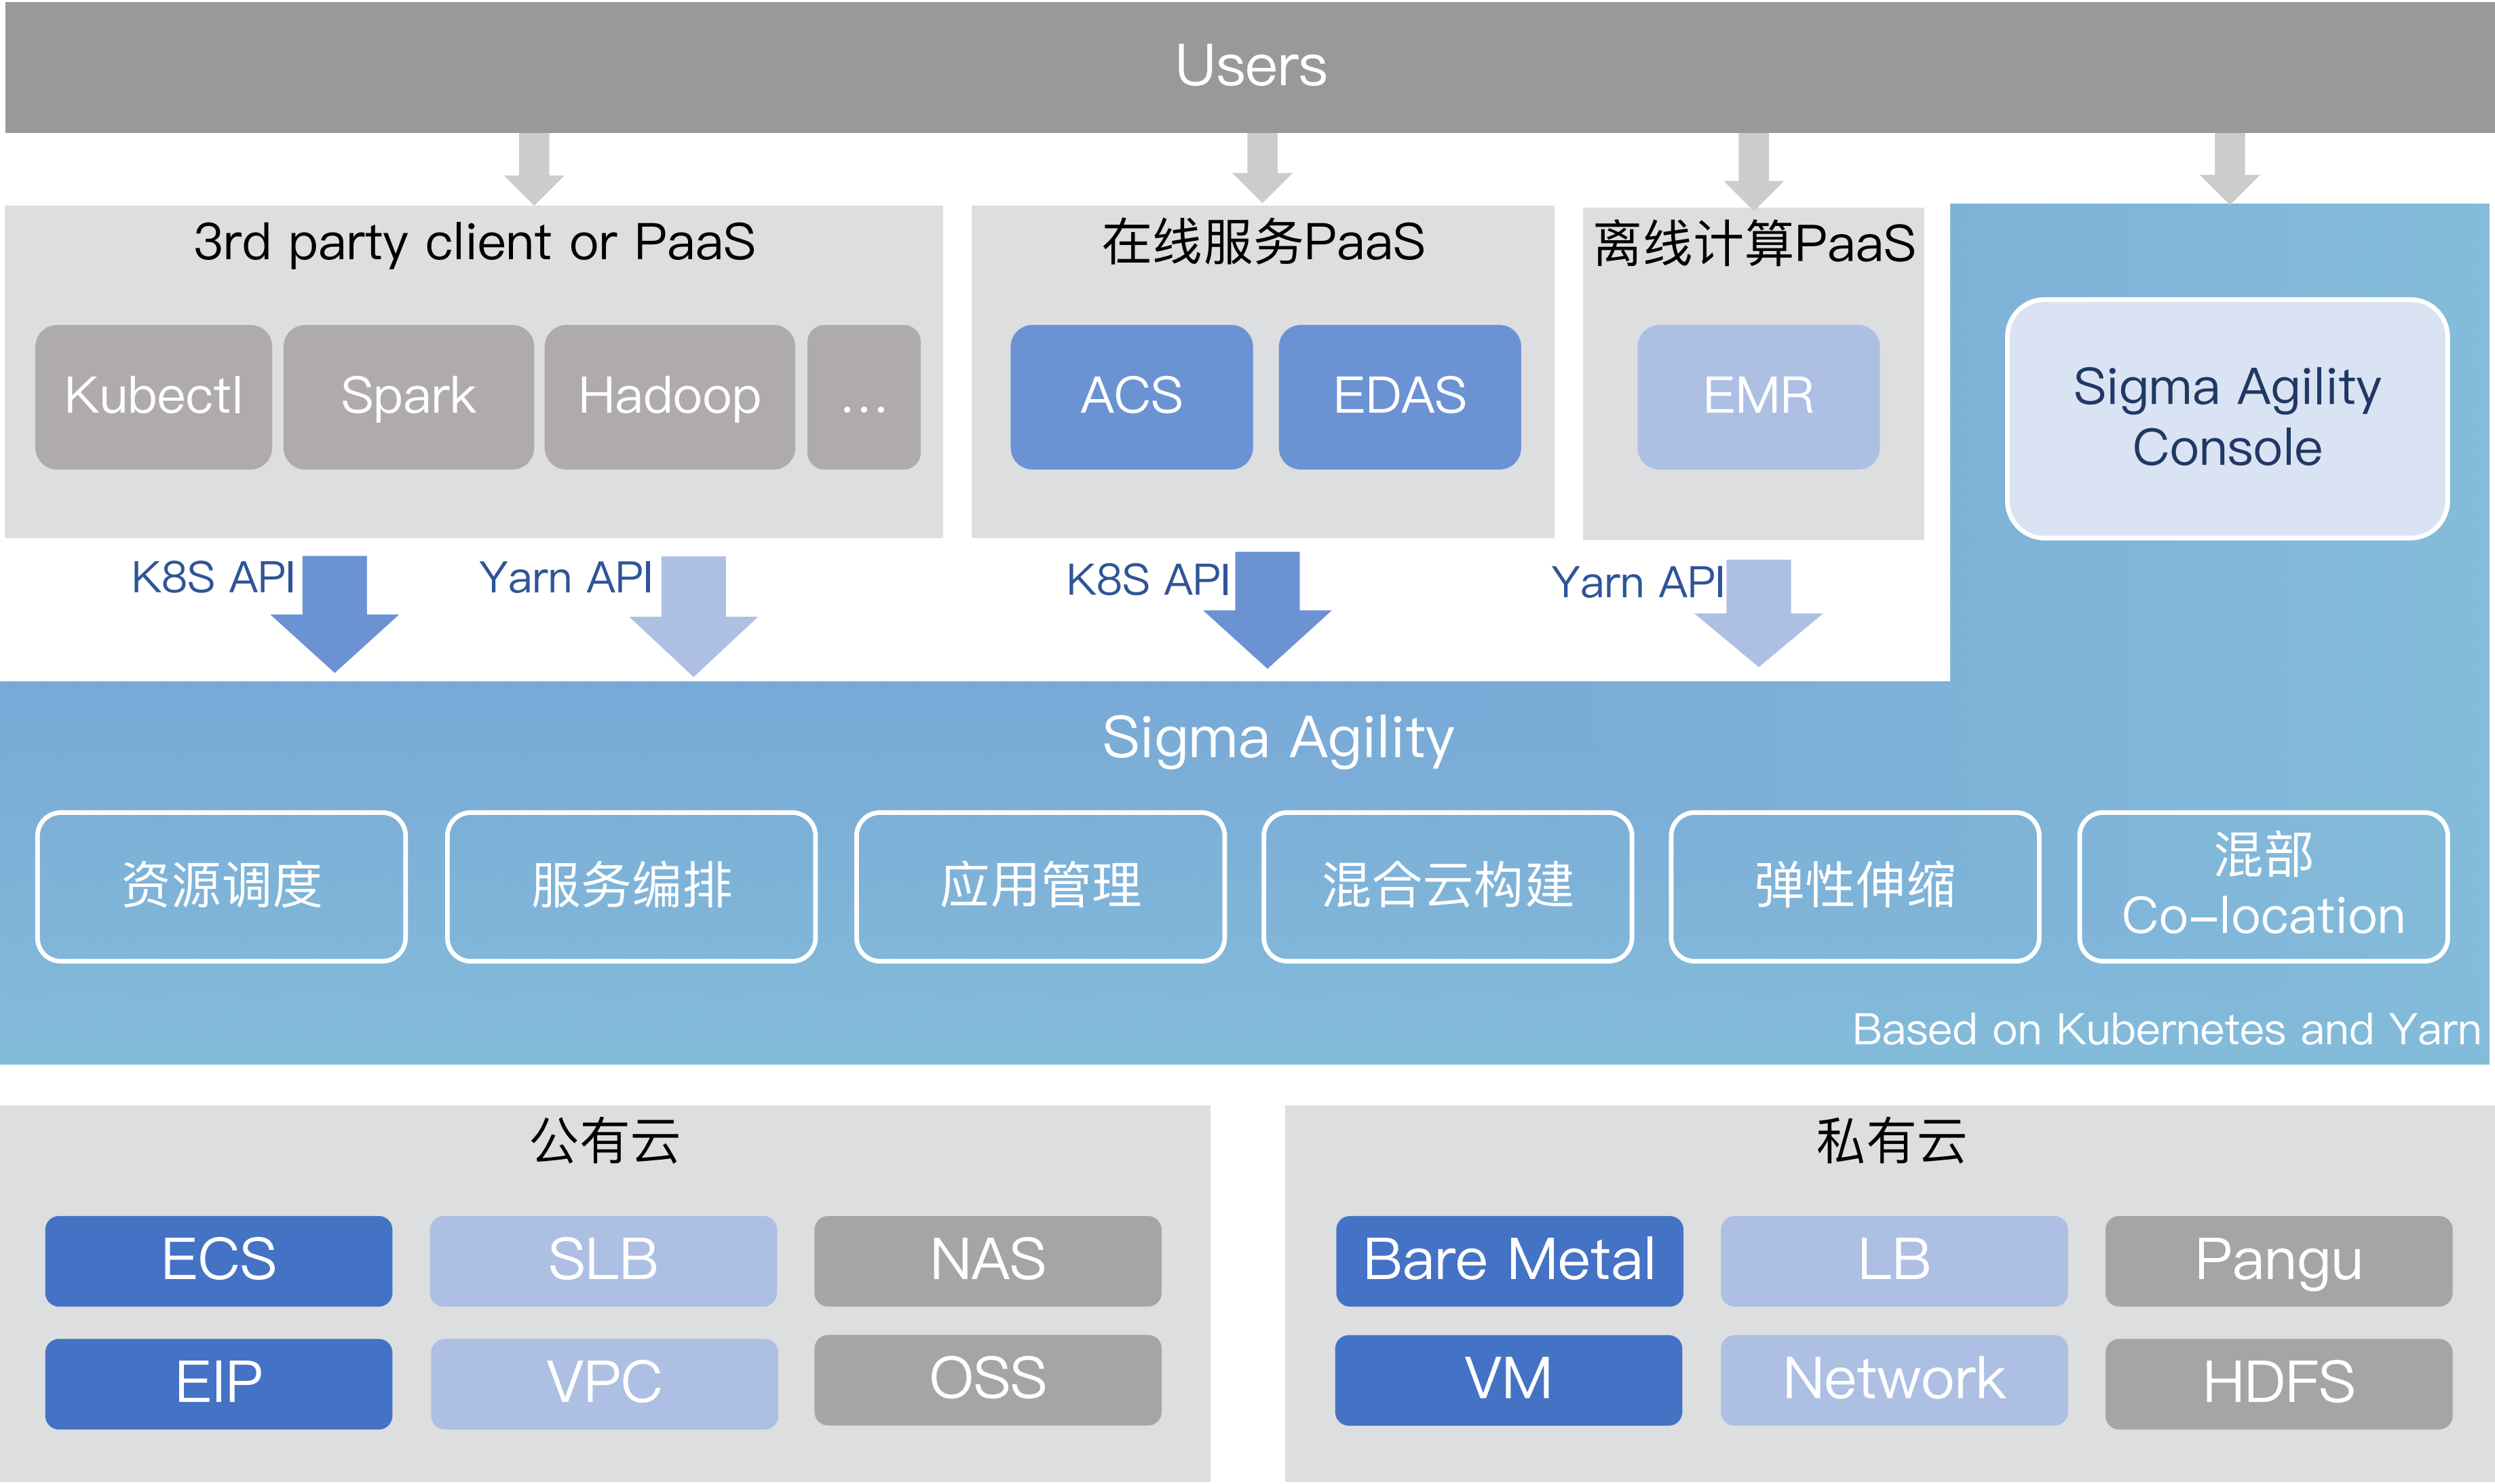 Users
3rd party client or PaaS
在线服务PaaS
离线计算PaaS
Kubectl
Spark
Hadoop
...
ACS
EDAS
EMR
Sigma Agility
Console
K8S API
Yarn API
K8S API
Yarn API
Sigma Agility
资源调度
服务编排
应用管理
混合云构建
弹性伸缩
混部
Co-location
Based on Kubernetes and Yarn
公有云
ECS
SLB
NAS
EIP
VPC
OSS
私有云
Bare Metal
LB
Pangu
VM
Network
HDFS